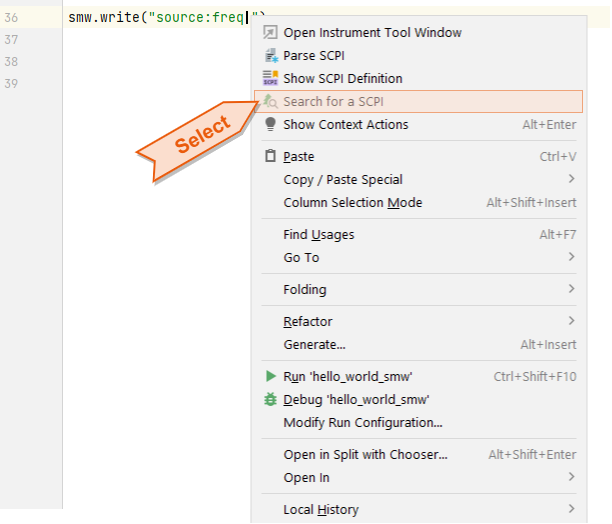 36 smw.write("source:freq ")
Open Instrument Tool Window
37
Parse SCPI
38
SCPI Show SCPI Definition
39
Search for a SCPI
Select
Show Context Actions Alt+Enter
Paste Ctrl+V
Copy / Paste Special
Column Selection Mode Alt+Shift+Insert
Find Usages Alt+F7
Go To
Folding
Refactor
Generate... Alt+Insert
Run 'hello_world_smw' Ctrl+Shift+F10
Debug 'hello_world_smw'
Modify Run Configuration...
Open in Split with Chooser... Alt+Shift+Enter
Open In
Local History